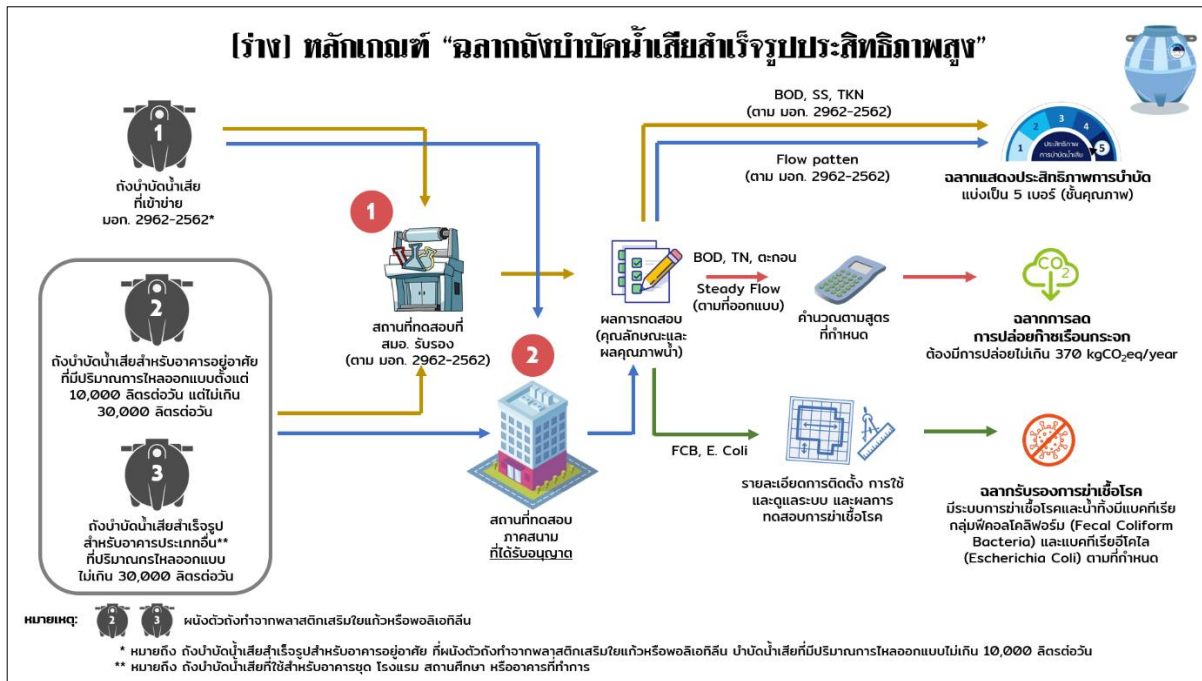 (ร่าง) หลักเกณฑ์ “ฉลากถังบำบัดน้ำเสียสำเร็จรูปประสิทธิภาพสูง”
1
ถังบำบัดน้ำเสีย
ที่เข้าข่าย
มอก. 2962-2562*
2
ถังบำบัดน้ำเสียสำหรับอาคารอยู่อาศัย
ที่มีปริมาณการไหลออกแบบตั้งแต่
10,000 ลิตรต่อวัน แต่ไม่เกิน
30,000 ลิตรต่อวัน
3
ถังบำบัดน้ำเสียสำเร็จรูป
สำหรับอาคารประเภทอื่น**
ที่ปริมาณกรไหลออกแบบ
ไม่เกิน 30,000 ลิตรต่อวัน
1
สถานที่ทดสอบที่
สมอ. รับรอง
(ตาม มอก. 2962-2562)
2
สถานที่ทดสอบ
ภาคสนาม
ที่ได้รับอนุญาต
ผลการทดสอบ
(คุณลักษณะและ
ผลคุณภาพน้ำ)
BOD, SS, TKN
(ตาม มอก. 2962-2562)
Flow patten
(ตาม มอก. 2962-2562)
1 2 3 4 5
ประสิทธิภาพ
การบำบัดน้ำเสีย
ฉลากแสดงประสิทธิภาพการบำบัด
แบ่งเป็น 5 เบอร์ (ชั้นคุณภาพ)
BOD, TN, ตะกอน
Steady Flow
(ตามที่ออกแบบ)
คำนวณตามสูตร
ที่กำหนด
CO2
ฉลากการลด
การปล่อยก๊าซเรือนกระจก
ต้องมีการปล่อยไม่เกิน 370 kgCO₂eq/year
FCB, E. Coli
รายละเอียดการติดตั้ง การใช้
และดูแลระบบ และผลการ
ทดสอบการฆ่าเชื้อโรค
ฉลากรับรองการฆ่าเชื้อโรค
มีระบบการฆ่าเชื้อโรคและน้ำทิ้งมีแบคทีเรีย
กลุ่มฟีคอลโคลิฟอร์ม (Fecal Coliform
Bacteria) และแบคทีเรียอีโคไล
(Escherichia Coli) ตามที่กำหนด
หมายเหตุ: 2 3 ผนังตัวถังทำจากพลาสติกเสริมใยแก้วหรือพอลิเอทิลีน
* หมายถึง ถังบำบัดน้ำเสียสำเร็จรูปสำหรับอาคารอยู่อาศัย ที่ผนังตัวถังทำจากพลาสติกเสริมใยแก้วหรือพอลิเอทิลีน บำบัดน้ำเสียที่มีปริมาณการไหลออกแบบไม่เกิน 10,000 ลิตรต่อวัน
** หมายถึง ถังบำบัดน้ำเสียที่ใช้สำหรับอาคารชุด โรงแรม สถานศึกษา หรืออาคารที่ทำการ